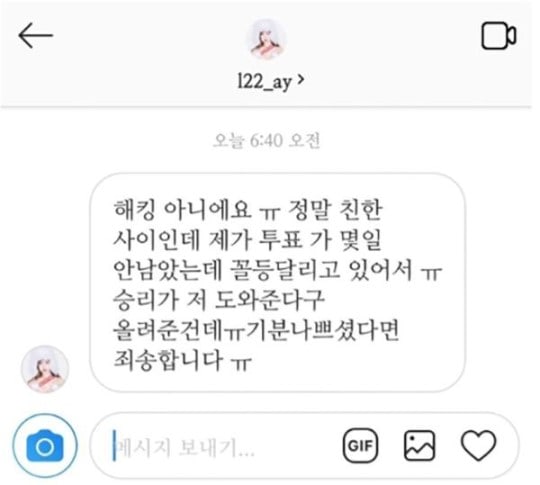 l22_ay >
오늘 6:40 오전
해킹 아니에요 ㅠ 정말 친한
사이인데 제가 투표 가 몇일
안남았는데 꼴등달리고 있어서 ㅠ
승리가 저 도와준다구
올려준건데ㅠ기분나쁘셨다면
죄송합니다 ㅠ
메시지 보내기...
GIF